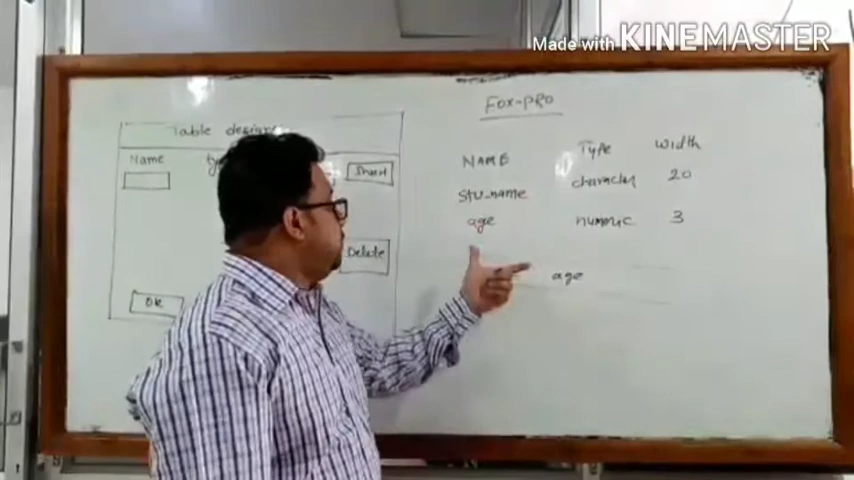 Made with KINEMASTER
Fox-pro
Table
Name
Insert
Delete
OK
NAME Type width
Stu_name character 20
age numeric 3
age